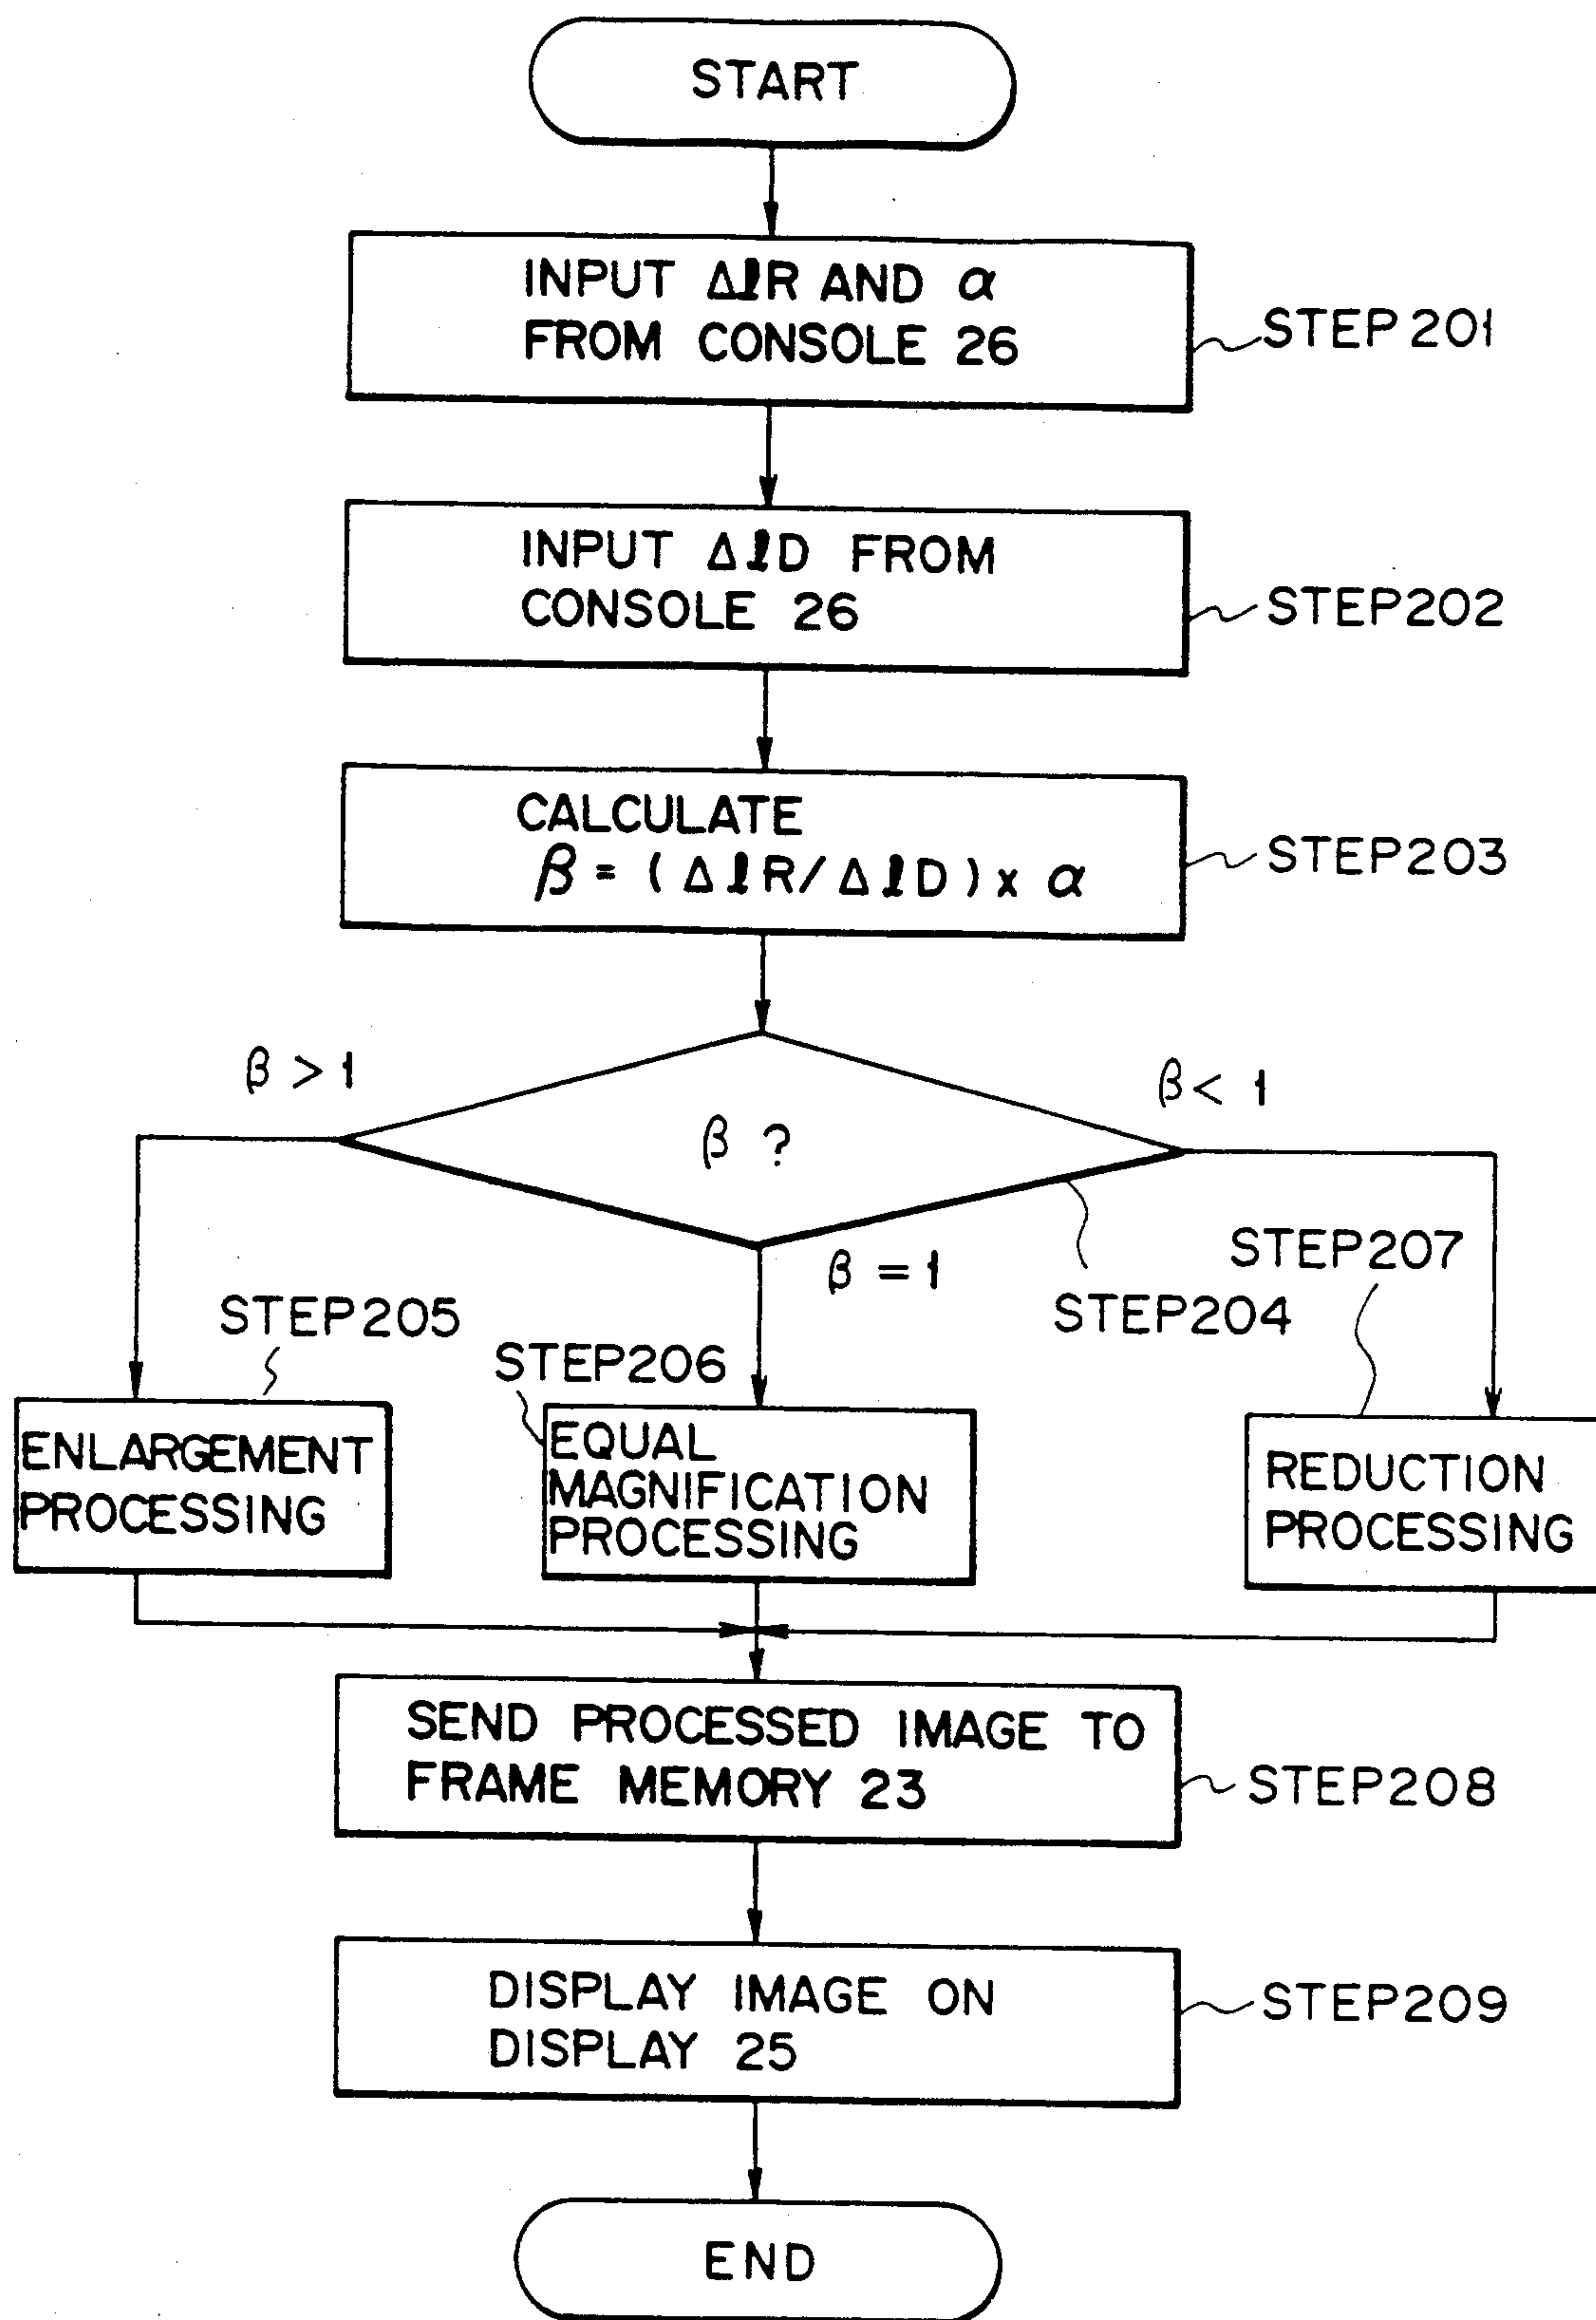 START
INPUT ΔlR AND α
FROM CONSOLE 26
STEP 201
INPUT ΔlD FROM
CONSOLE 26
STEP202
CALCULATE
β = (ΔlR/ΔlD) x α
STEP203
β > 1
β < 1
β ?
β = 1
STEP204
STEP207
STEP205
STEP206
ENLARGEMENT
PROCESSING
EQUAL
MAGNIFICATION
PROCESSING
REDUCTION
PROCESSING
SEND PROCESSED IMAGE TO
FRAME MEMORY 23
STEP208
DISPLAY IMAGE ON
DISPLAY 25
STEP209
END